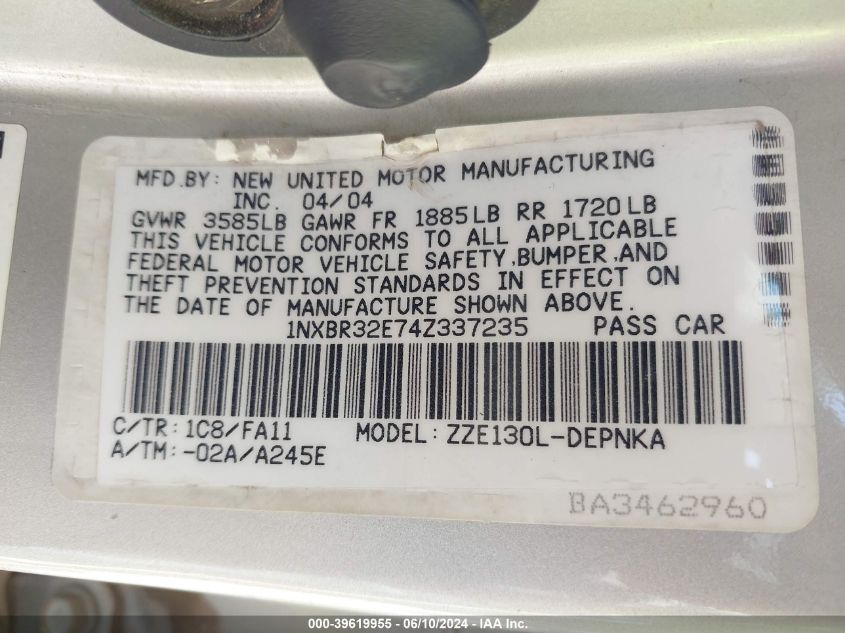 MFD.BY: NEW UNITED MOTOR MANUFACTURING
INC. 04/04
GVWR 3585LB GAWR FR 1885LB RR 1720LB
THIS VEHICLE CONFORMS TO ALL APPLICABLE
FEDERAL MOTOR VEHICLE SAFETY,BUMPER,AND
THEFT PREVENTION STANDARDS IN EFFECT ON
THE DATE OF MANUFACTURE SHOWN ABOVE.
1NXBR32E74Z337235 PASS CAR
C/TR: 1C8/FA11 MODEL: ZZE130L-DEPNKA
A/TM: -02A/A245E
BA3462960
000-39619955 - 06/10/2024 - IAA Inc.